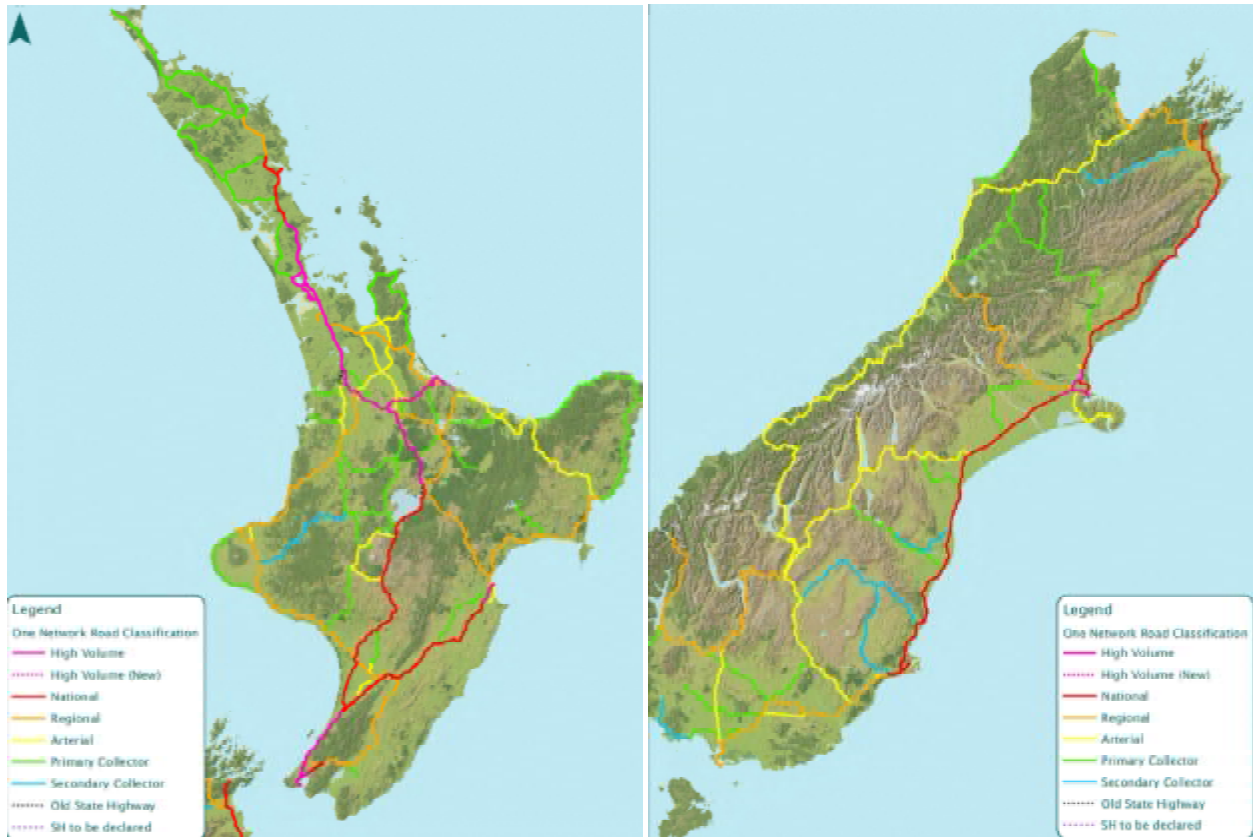 Legend
One Network Road Classification
High Volume
High Volume (New)
National
Regional
Arterial
Primary Collector
Secondary Collector
Old State Highway
SH to be declared
Legend
One Network Road Classification
High Volume
High Volume (New)
National
Regional
Arterial
Primary Collector
Secondary Collector
Old State Highway
SH to be declared